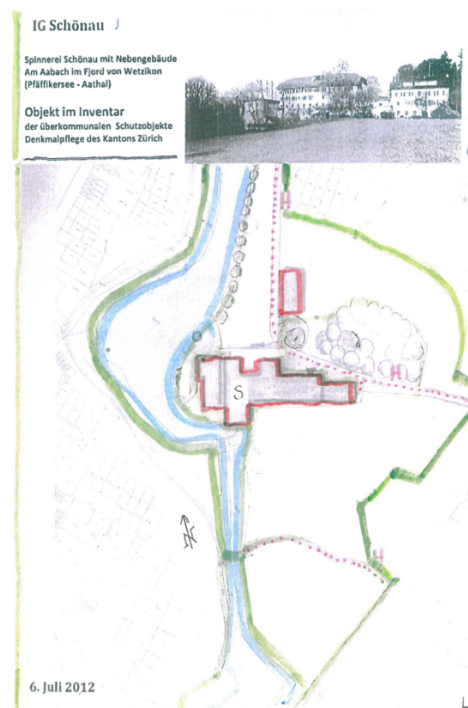 IG Schönau
Spinnerei Schönau mit Nebengebäude
Am Aabach im Fjord von Wetzikon
(Pfäffikersee - Aathal)
Objekt im Inventar
der überkommunalen Schutzobjekte
Denkmalpflege des Kantons Zürich
H
H
S
N
H
6. Juli 2012